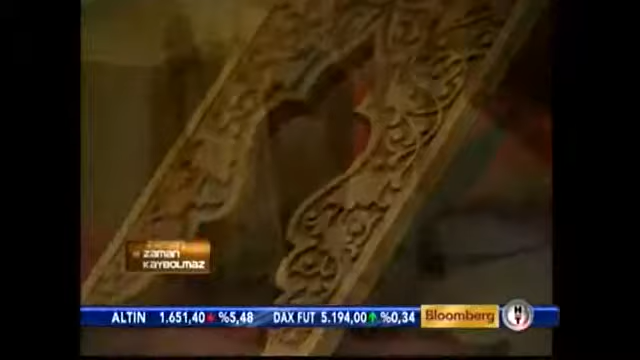 ZAMAN
KAYBOLMAZ
ALTIN 1.651,40 %5,48 DAX FUT 5.194,00 %0,34 Bloomberg H T